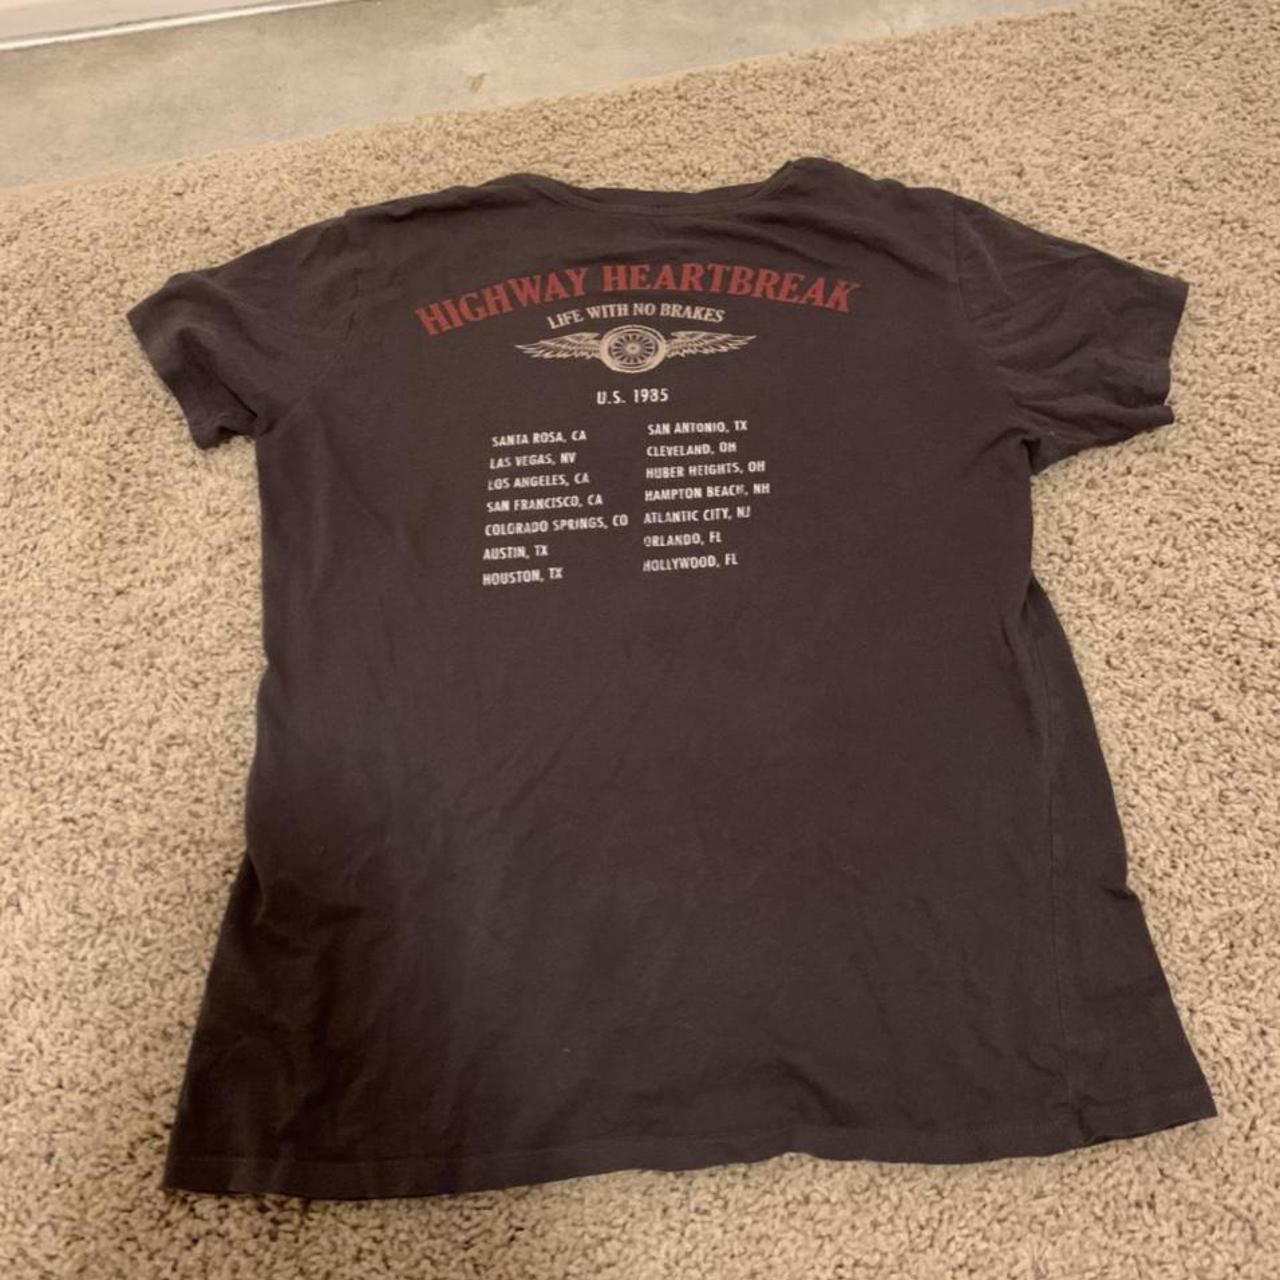 HIGHWAY HEARTBREAK
LIFE WITH NO BRAKES
U.S. 1985
SANTA ROSA, CA
LAS VEGAS, NV
LOS ANGELES, CA
SAN FRANCISCO, CA
COLORADO SPRINGS, CO
AUSTIN, TX
HOUSTON, TX
SAN ANTONIO, TX
CLEVELAND, OH
HUBER HEIGHTS, OH
HAMPTON BEACH, NH
ATLANTIC CITY, NJ
ORLANDO, FL
HOLLYWOOD, FL